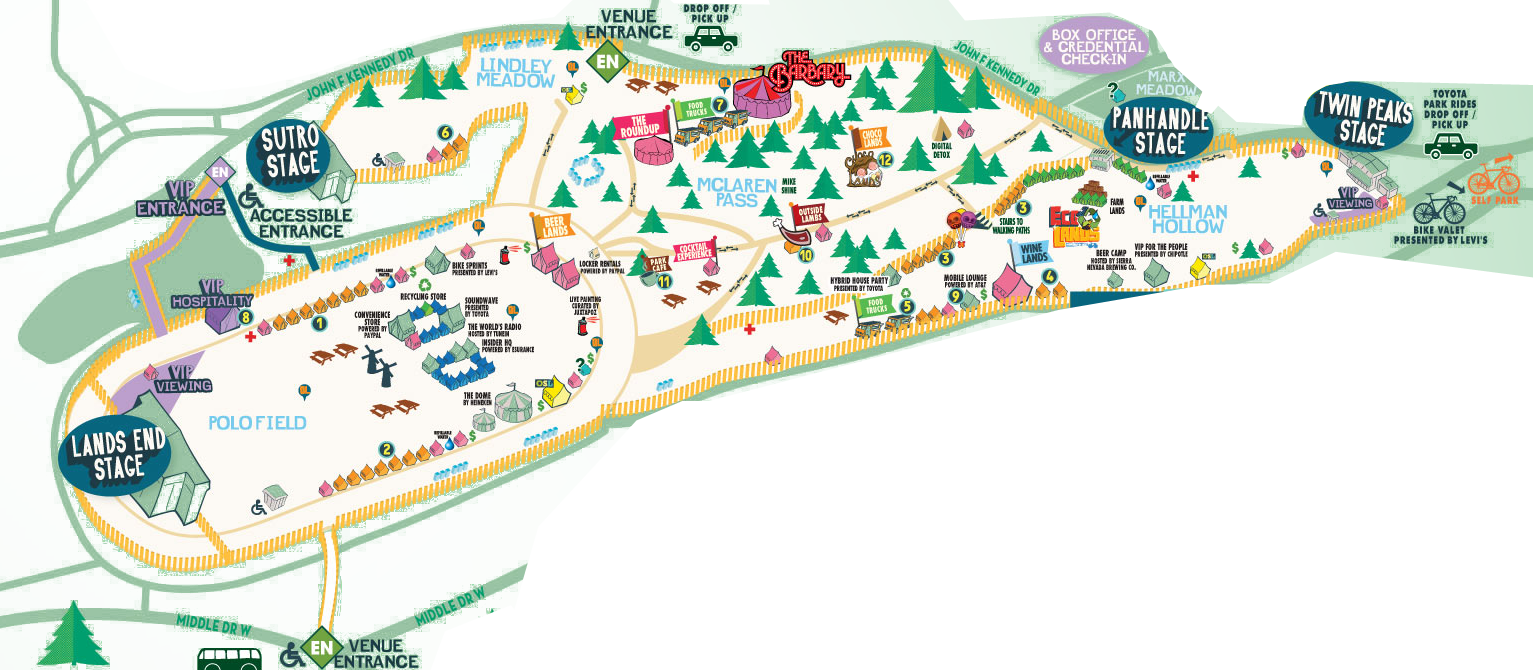 VENUE
ENTRANCE
EN
DROP OFF /
PICK UP
BOX OFFICE
& CREDENTIAL
CHECK-IN
MARX
MEADOW
JOHN F KENNEDY DR
JOHN F KENNEDY DR
LINDLEY
MEADOW
THE
BARBARY
TWIN PEAKS
STAGE
TOYOTA
PARK RIDES
DROP OFF /
PICK UP
PANHANDLE
STAGE
SUTRO
STAGE
6
THE
ROUNDUP
FOOD
TRUCKS
7
CHOCO
LANDS
12
CHOCO
LANDS
DIGITAL
DETOX
EN
VIP
ENTRANCE
ACCESSIBLE
ENTRANCE
MCLAREN
PASS
MIKE
SHINE
REFILLABLE
WATER
FARM
LANDS
ECO
LANDS
HELLMAN
HOLLOW
VIP
VIEWING
SELF PARK
BIKE VALET
PRESENTED BY LEVI'S
BEER
LANDS
OUTSIDE
LAMBS
10
3
STAIRS TO
WALKING PATHS
COCKTAIL
EXPERIENCE
PARK
CAFE
11
LOCKER RENTALS
POWERED BY PAYPAL
BIKE SPRINTS
PRESENTED BY LEVI'S
REFILLABLE
WATER
3
WINE
LANDS
4
BEER CAMP
HOSTED BY SIERRA
NEVADA BREWING CO.
VIP FOR THE PEOPLE
PRESENTED BY CHIPOTLE
OSL
HYBRID HOUSE PARTY
PRESENTED BY TOYOTA
MOBILE LOUNGE
POWERED BY AT&T
9
FOOD
TRUCKS
5
VIP
HOSPITALITY
8
1
RECYCLING STORE
CONVENIENCE
STORE
POWERED BY
PAYPAL
SOUNDWAVE
PRESENTED
BY TOYOTA
THE WORLD'S RADIO
HOSTED BY TUNEIN
INSIDER HQ
POWERED BY ESURANCE
LIVE PAINTING
CURATED BY
JUXTAPOZ
VIP
VIEWING
THE DOME
BY HEINEKEN
OSL
POLO FIELD
LANDS END
STAGE
2
REFILLABLE
WATER
MIDDLE DR W
MIDDLE DR W
EN
VENUE
ENTRANCE